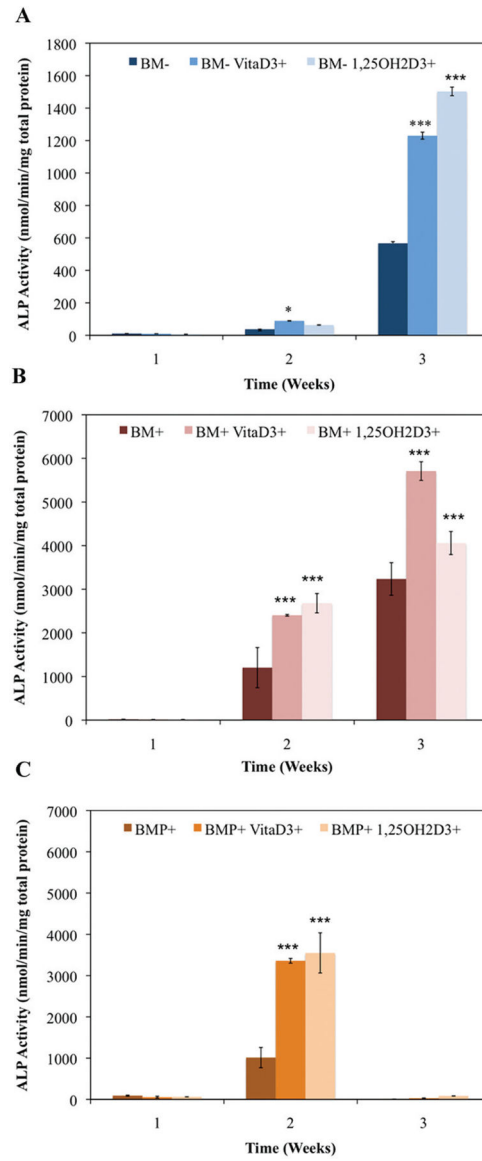 A
ALP Activity (nmol/min/mg total protein)
1800
1600
1400
1200
1000
800
600
400
200
0
BM- BM- VitaD3+ BM- 1,25OH2D3+
*
***
***
1 2 3
Time (Weeks)
B
ALP Activity (nmol/min/mg total protein)
7000
6000
5000
4000
3000
2000
1000
0
BM+ BM+ VitaD3+ BM+ 1,25OH2D3+
***
***
***
***
1 2 3
Time (Weeks)
C
ALP Activity (nmol/min/mg total protein)
7000
6000
5000
4000
3000
2000
1000
0
BMP+ BMP+ VitaD3+ BMP+ 1,25OH2D3+
***
***
1 2 3
Time (Weeks)